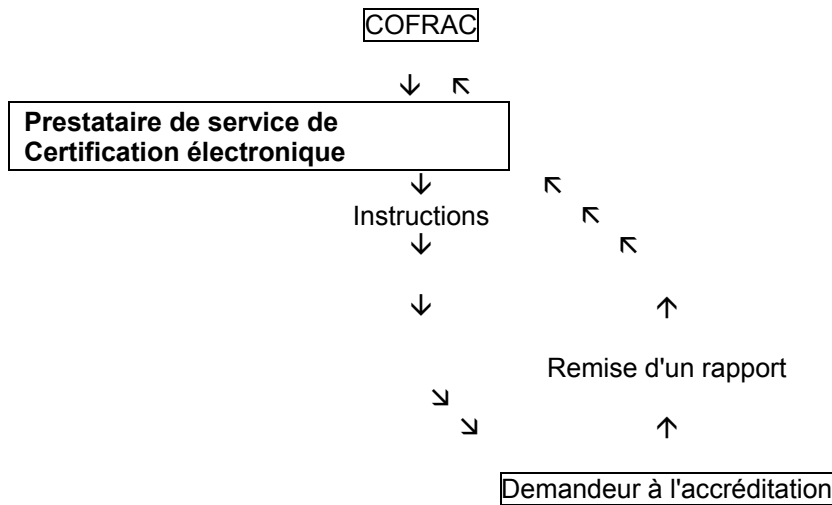 COFRAC
↓ ↖
Prestataire de service de
Certification électronique
↓ ↖
Instructions ↖
↓ ↖
↓ ↑
Remise d'un rapport
↘
↘ ↑
Demandeur à l'accréditation